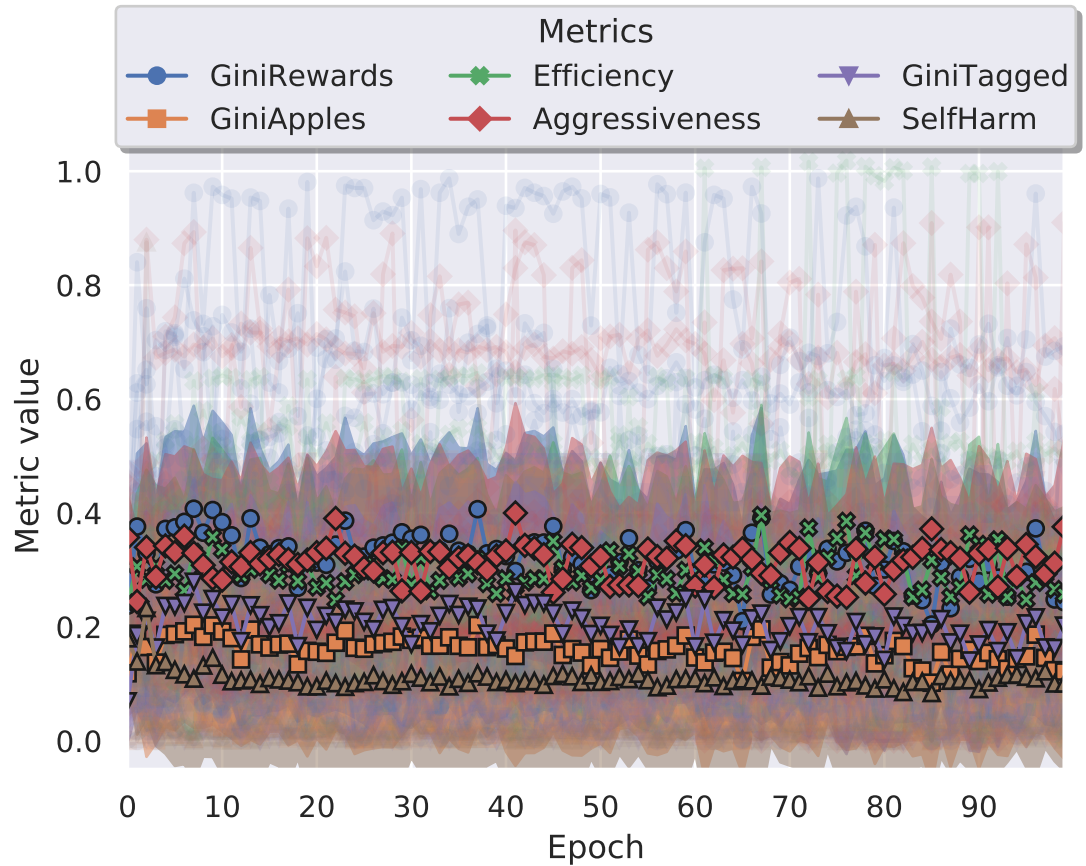 Metrics
GiniRewards Efficiency GiniTagged
GiniApples Aggressiveness SelfHarm
1.0
0.8
0.6
0.4
0.2
0.0
Metric value
0 10 20 30 40 50 60 70 80 90
Epoch